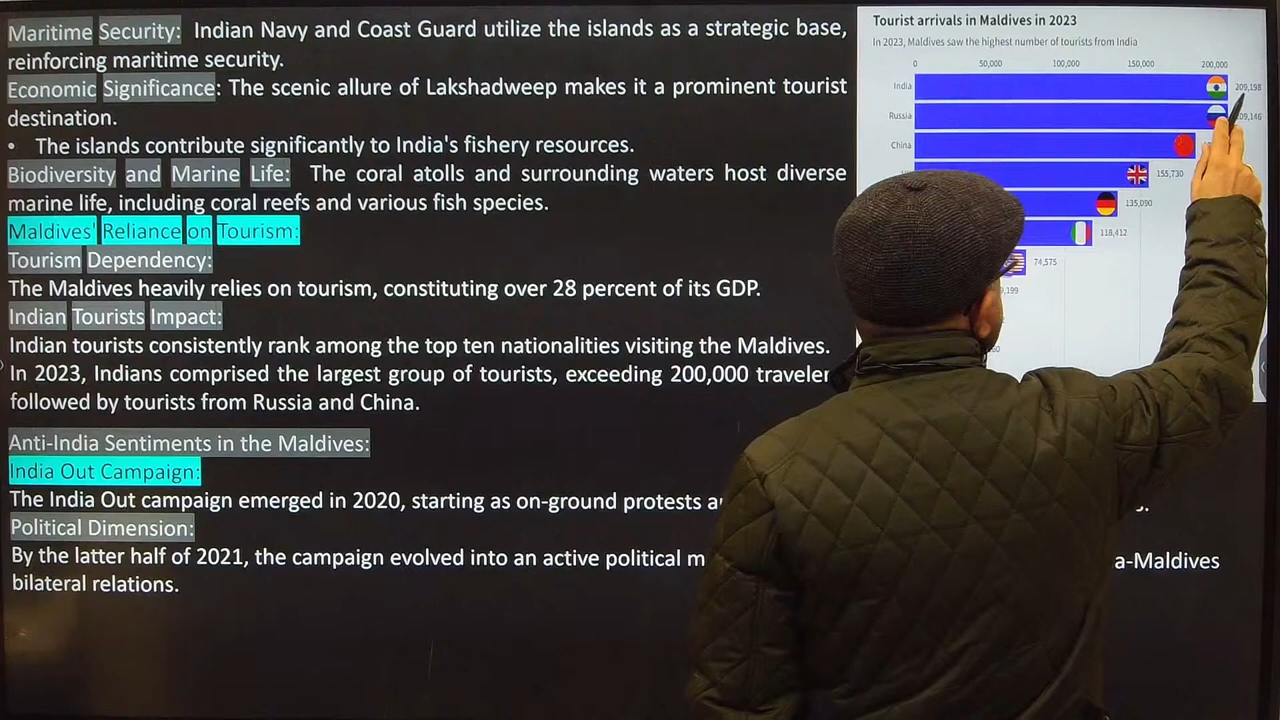 Maritime Security: Indian Navy and Coast Guard utilize the islands as a strategic base,
reinforcing maritime security.
Economic Significance: The scenic allure of Lakshadweep makes it a prominent tourist
destination.
• The islands contribute significantly to India's fishery resources.
Biodiversity and Marine Life: The coral atolls and surrounding waters host diverse
marine life, including coral reefs and various fish species.
Maldives' Reliance on Tourism:
Tourism Dependency:
The Maldives heavily relies on tourism, constituting over 28 percent of its GDP.
Indian Tourists Impact:
Indian tourists consistently rank among the top ten nationalities visiting the Maldives.
In 2023, Indians comprised the largest group of tourists, exceeding 200,000
followed by tourists from Russia and China.
Anti-India Sentiments in the Maldives:
India Out Campaign:
The India Out campaign emerged in 2020, starting as on-ground protests
Political Dimension:
By the latter half of 2021, the campaign evolved into an active political a-Maldives
bilateral relations.
Tourist arrivals in Maldives in 2023
In 2023, Maldives saw the highest number of tourists from India
0 50,000 100,000 150,000 200,000
India 209,198
Russia
China
155,730
135,090
118,412
74,575